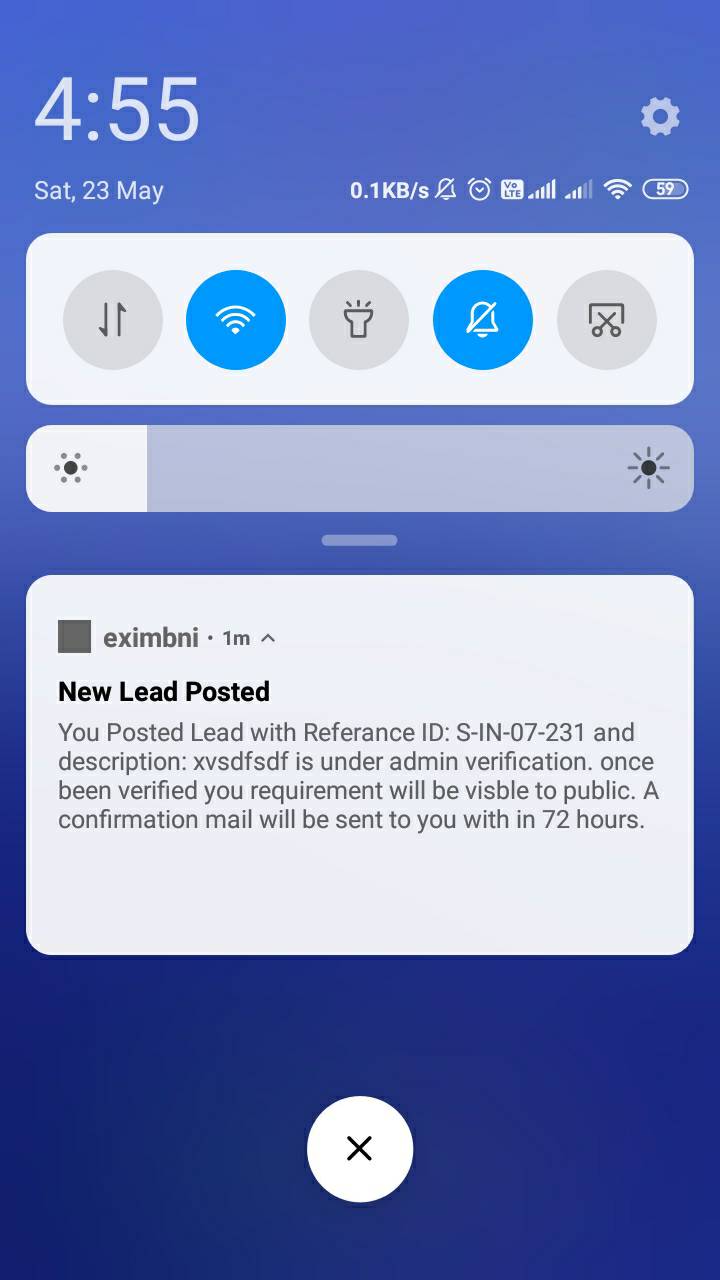 4:55
Sat, 23 May
0.1KB/s Vo LTE 59
eximbni · 1m
New Lead Posted
You Posted Lead with Referance ID: S-IN-07-231 and
description: xvsdfsdf is under admin verification. once
been verified you requirement will be visble to public. A
confirmation mail will be sent to you with in 72 hours.